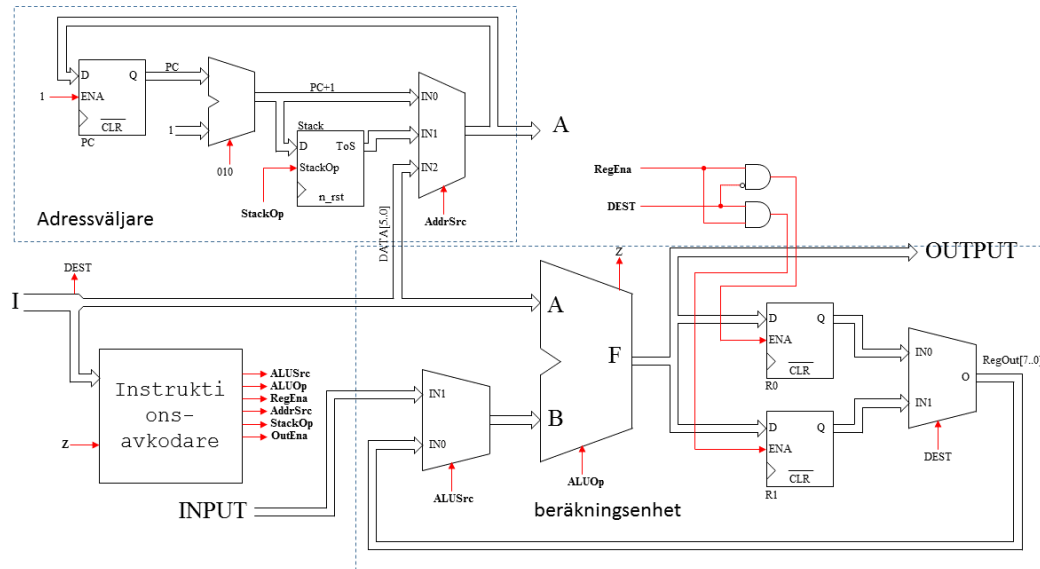 D
Q
ENA
CLR
PC
1
PC
1
010
PC+1
Stack
D
ToS
StackOp
n_rst
StackOp
IN0
IN1
IN2
AddrSrc
A
Adressväljare
DATA[5..0]
RegEna
DEST
OUTPUT
I
DEST
Instrukti
ons-
avkodare
Z
ALUSrc
ALUOp
RegEna
AddrSrc
StackOp
OutEna
INPUT
IN1
IN0
ALUSrc
A
B
F
Z
ALUOp
beräkningsenhet
D
Q
ENA
CLR
R0
D
Q
ENA
CLR
R1
IN0
IN1
O
DEST
RegOut[7..0]